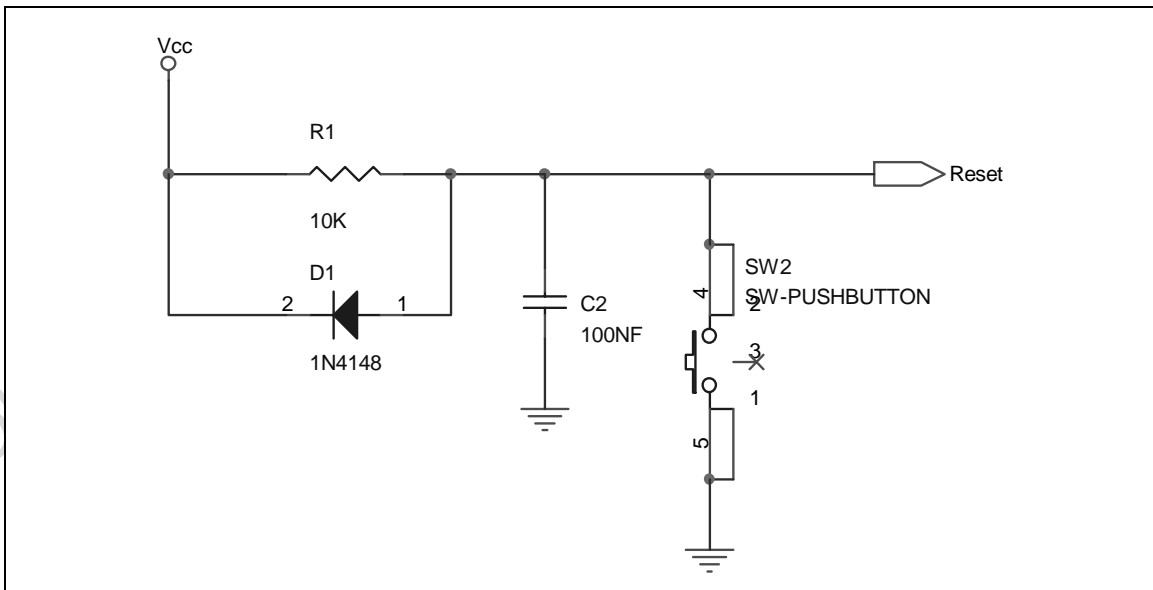 Vcc
R1
Reset
10K
D1
2
1
1N4148
C2
100NF
SW2
SW-PUSHBUTTON
4
2
3
1
5